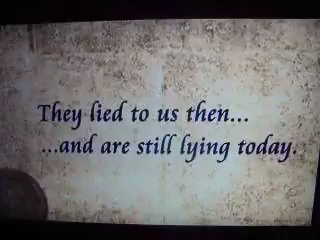 They lied to us then...
...and are still lying today.